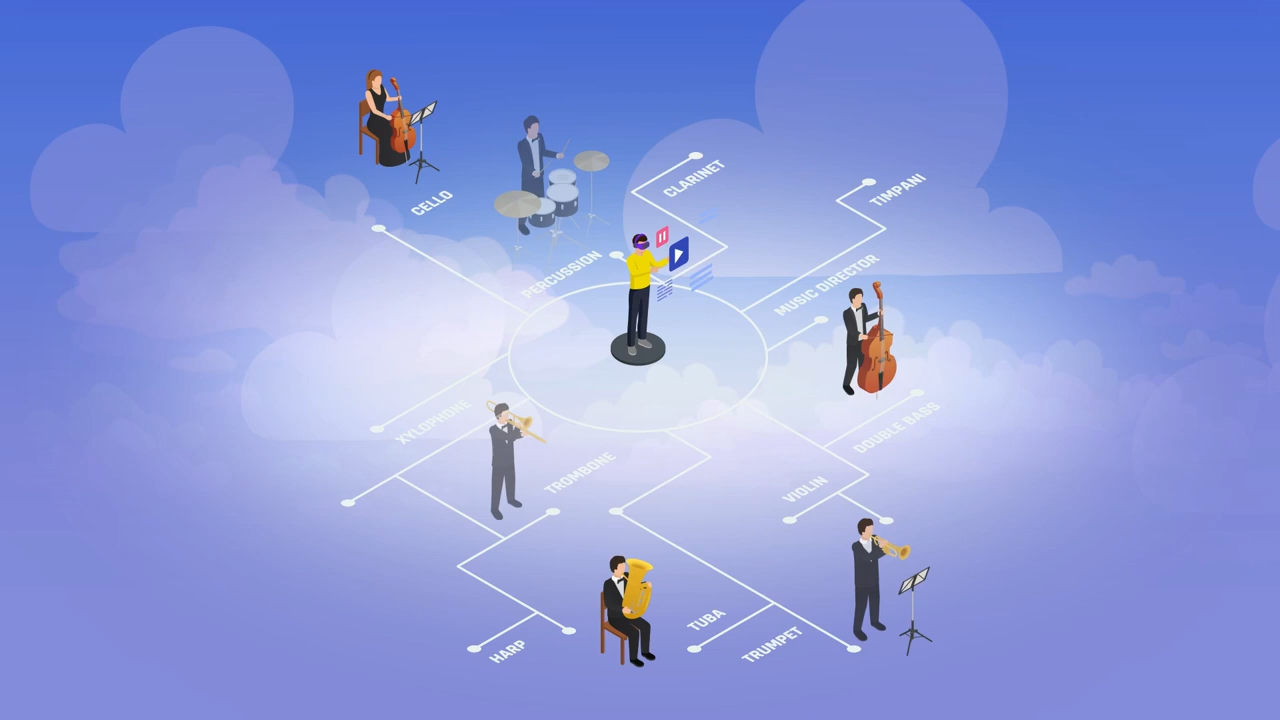 CLARINET
TIMPANI
CELLO
PERCUSSION
MUSIC DIRECTOR
XYLOPHONE
DOUBLE BASS
TROMBONE
VIOLIN
TUBA
TRUMPET
HARP